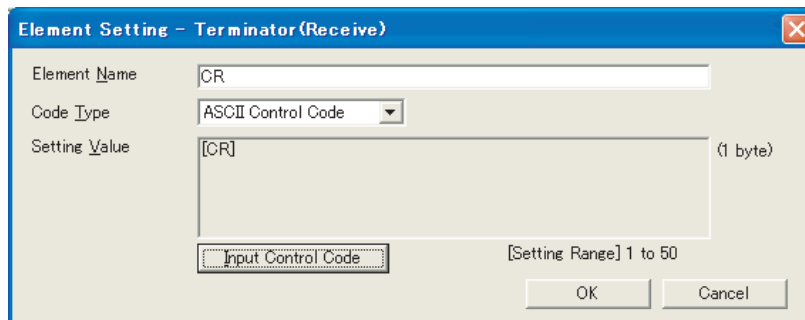 Element Setting - Terminator(Receive)
Element Name CR
Code Type ASCII Control Code
Setting Value [CR] (1 byte)
Input Control Code [Setting Range] 1 to 50
OK Cancel